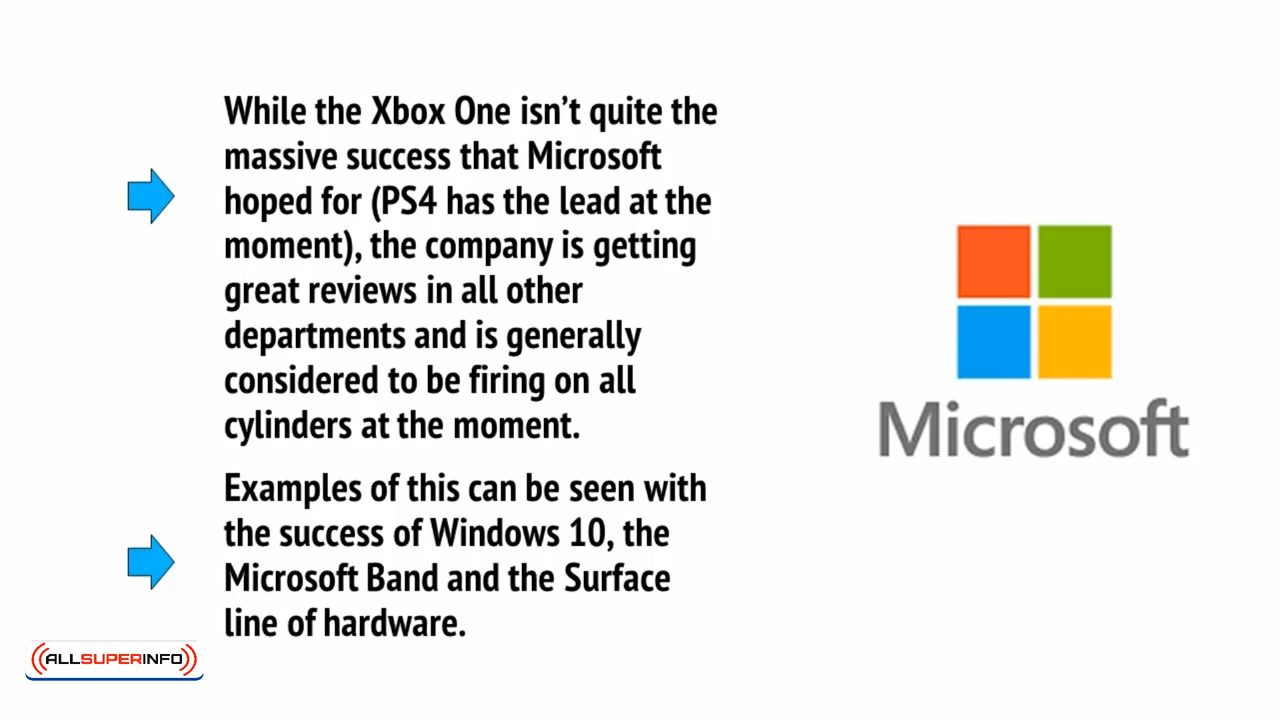 While the Xbox One isn’t quite the
massive success that Microsoft
hoped for (PS4 has the lead at the
moment), the company is getting
great reviews in all other
departments and is generally
considered to be firing on all
cylinders at the moment.
Examples of this can be seen with
the success of Windows 10, the
Microsoft Band and the Surface
line of hardware.
Microsoft
ALLSUPERINFO